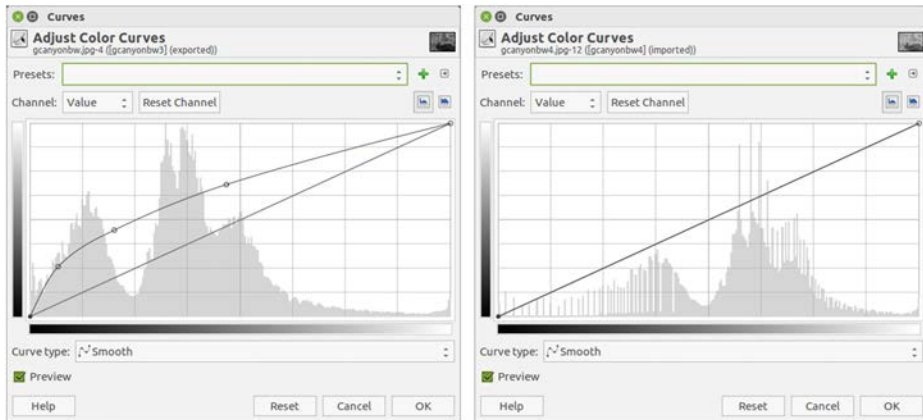 Curves
Adjust Color Curves
gcanyonbw.jpg-4 ([gcanyonbw3] (exported))
Presets:
Channel: Value Reset Channel
Curve type: Smooth
Preview
Help Reset Cancel OK
Curves
Adjust Color Curves
gcanyonbw4.jpg-12 ([gcanyonbw4] (imported))
Presets:
Channel: Value Reset Channel
Curve type: Smooth
Preview
Help Reset Cancel OK